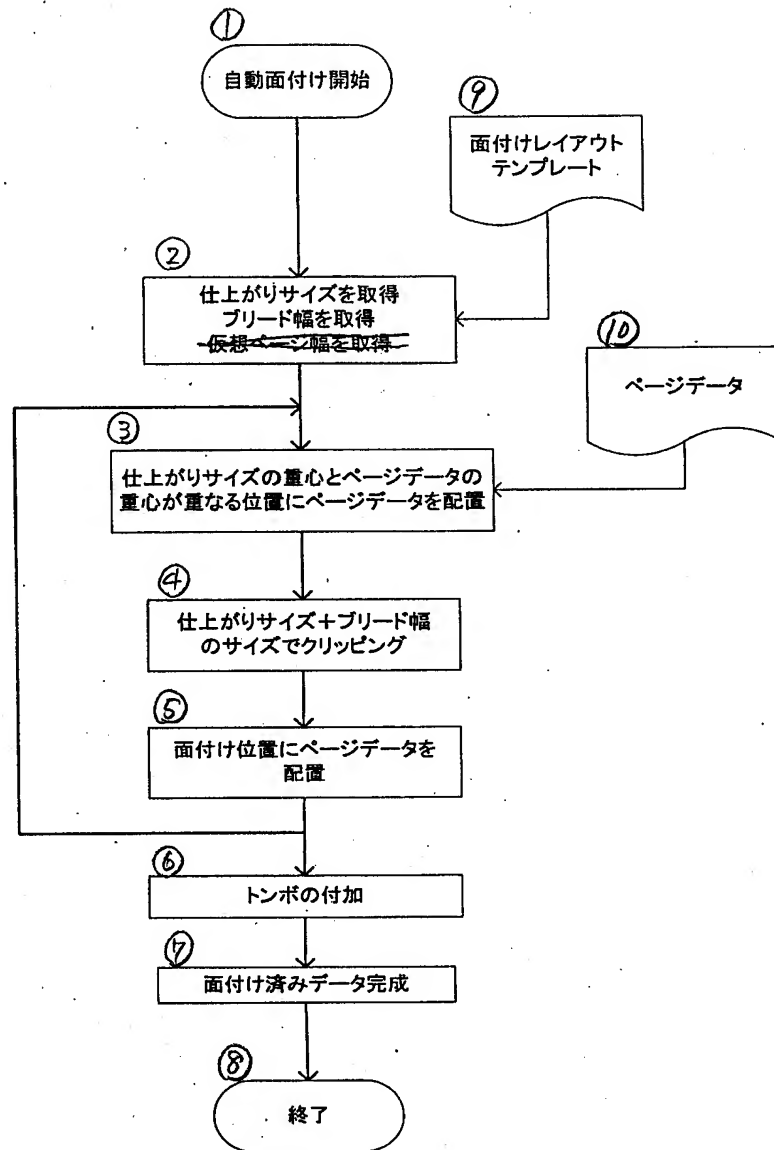 ①
自動面付け開始
⑨
面付けレイアウト
テンプレート
②
仕上がりサイズを取得
ブリード幅を取得
仮想ページ幅を取得
⑩
ページデータ
③
仕上がりサイズの重心とページデータの
重心が重なる位置にページデータを配置
④
仕上がりサイズ+ブリード幅
のサイズでクリッピング
⑤
面付け位置にページデータを
配置
⑥
トンボの付加
⑦
面付け済みデータ完成
⑧
終了